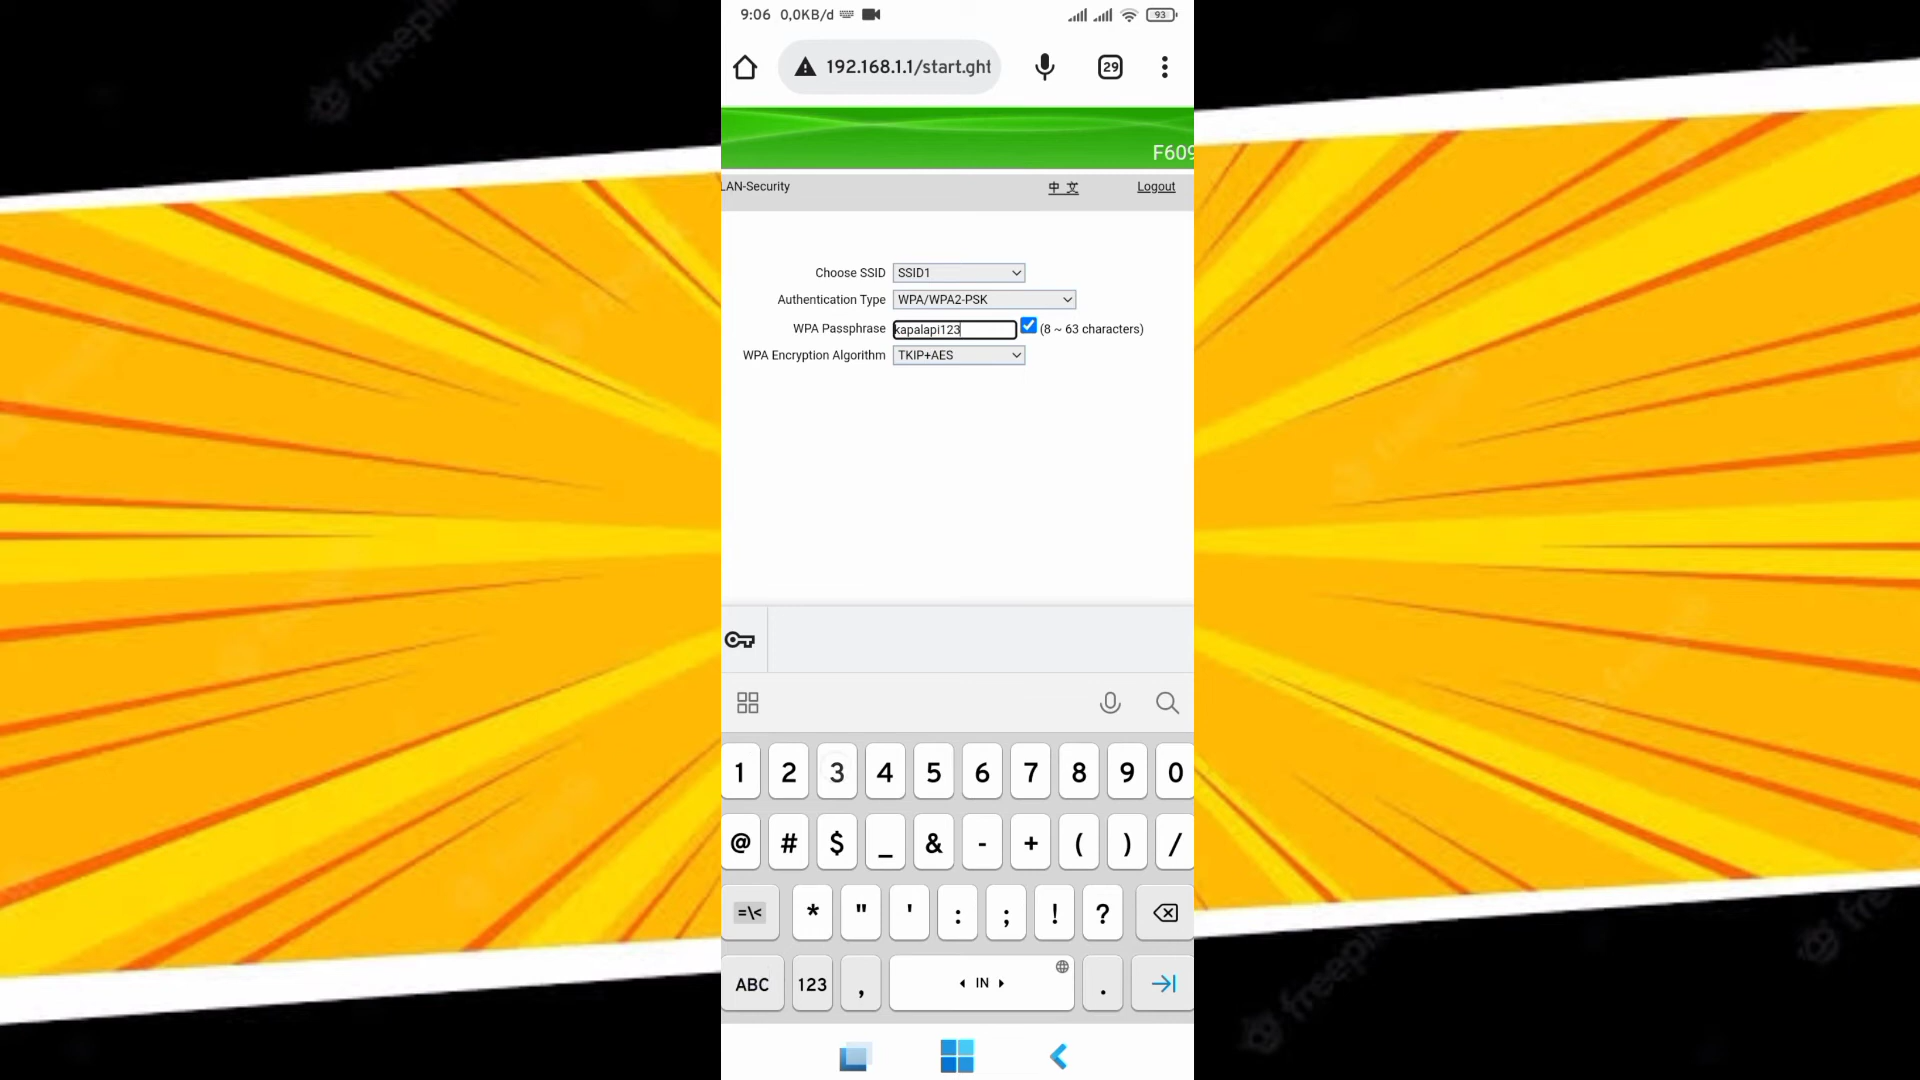 freepik
9:06 0,0KB/d 93
192.168.1.1/start.ght 29
F609
LAN-Security 中 文 Logout
Choose SSID SSID1
Authentication Type WPA/WPA2-PSK
WPA Passphrase kapalapi123 (8 ~ 63 characters)
WPA Encryption Algorithm TKIP+AES
1 2 3 4 5 6 7 8 9 0
@ # $ _ & - + ( ) /
=\< * " ' : ; ! ?
ABC 123 , IN .
freepik